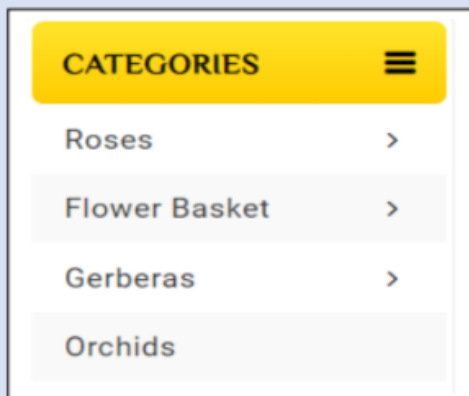 CATEGORIES
Roses >
Flower Basket >
Gerberas >
Orchids